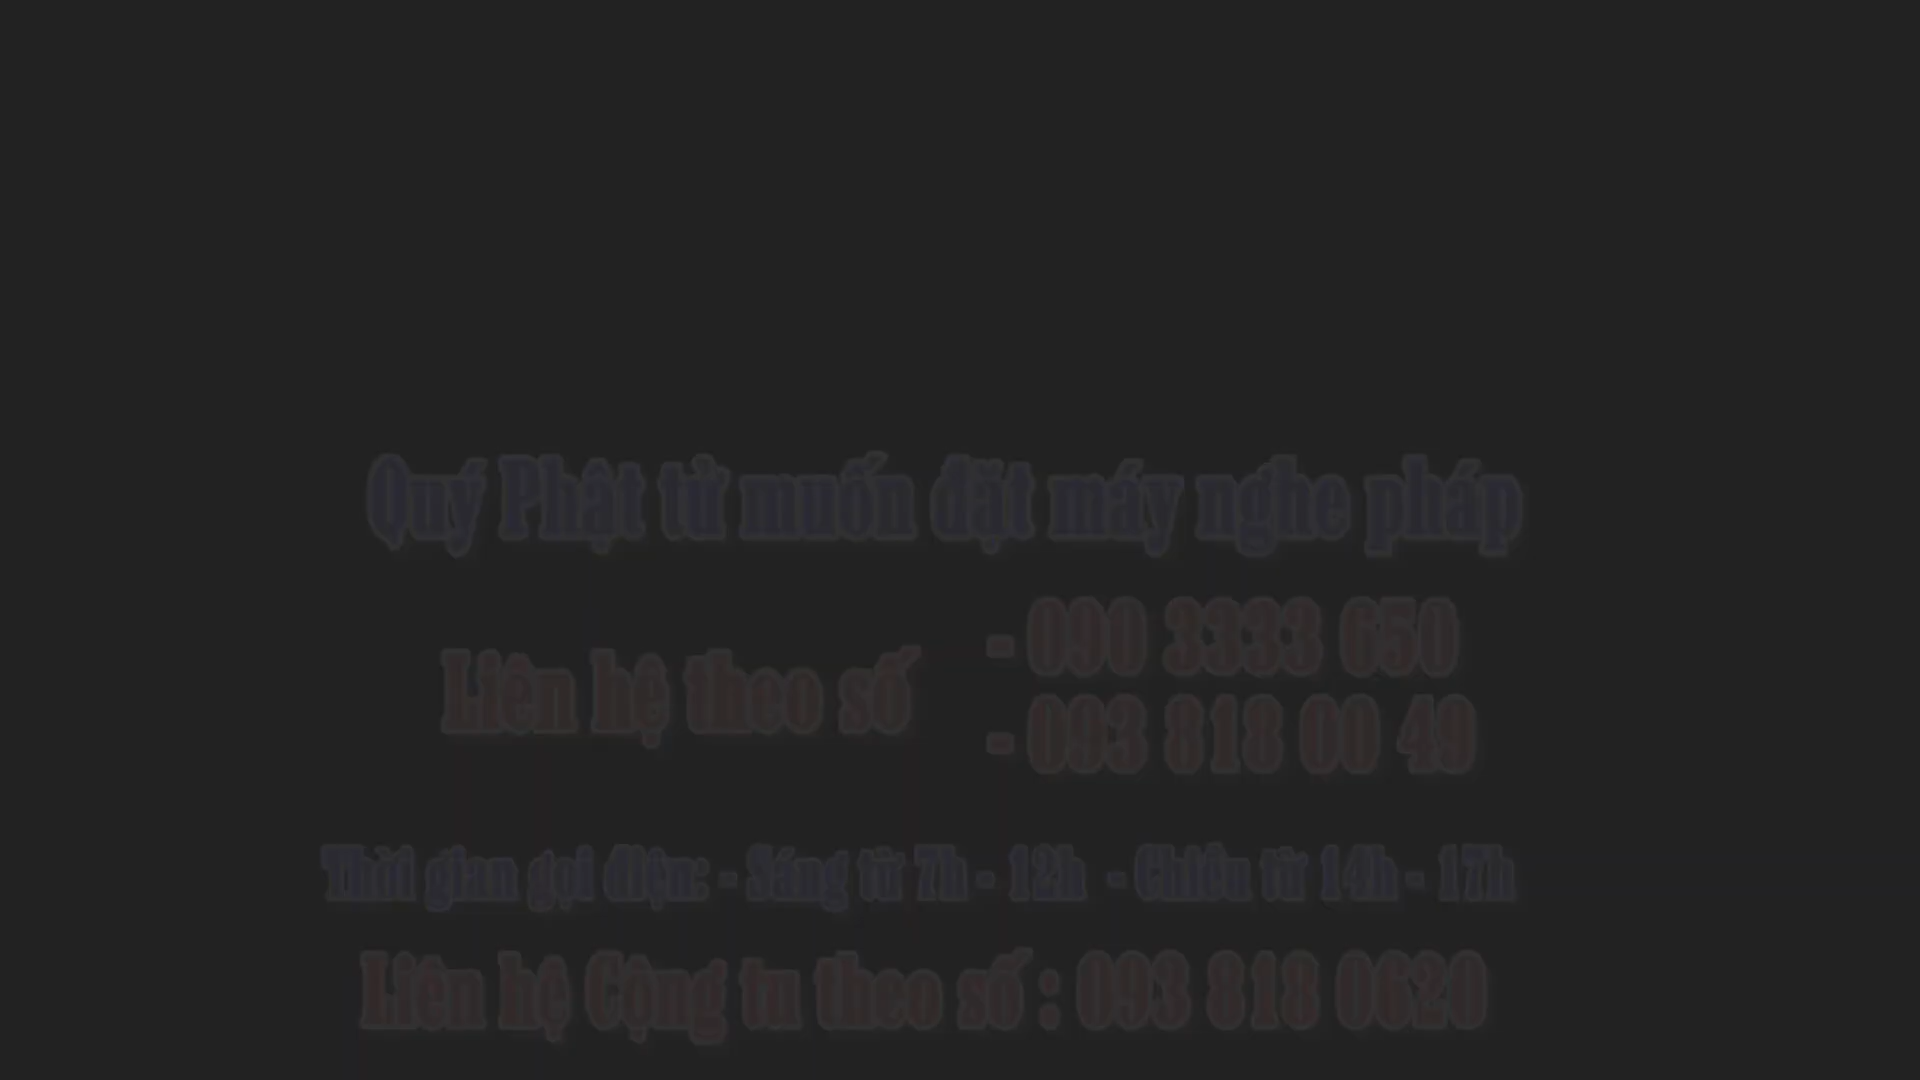 Quý Phật tử muốn đặt máy nghe pháp
Liên hệ theo số
- 090 3333 650
- 093 818 00 49
Thời gian gọi điện: - Sáng từ 7h - 12h - Chiều từ 14h - 17h
Liên hệ Cộng tu theo số : 093 818 0620